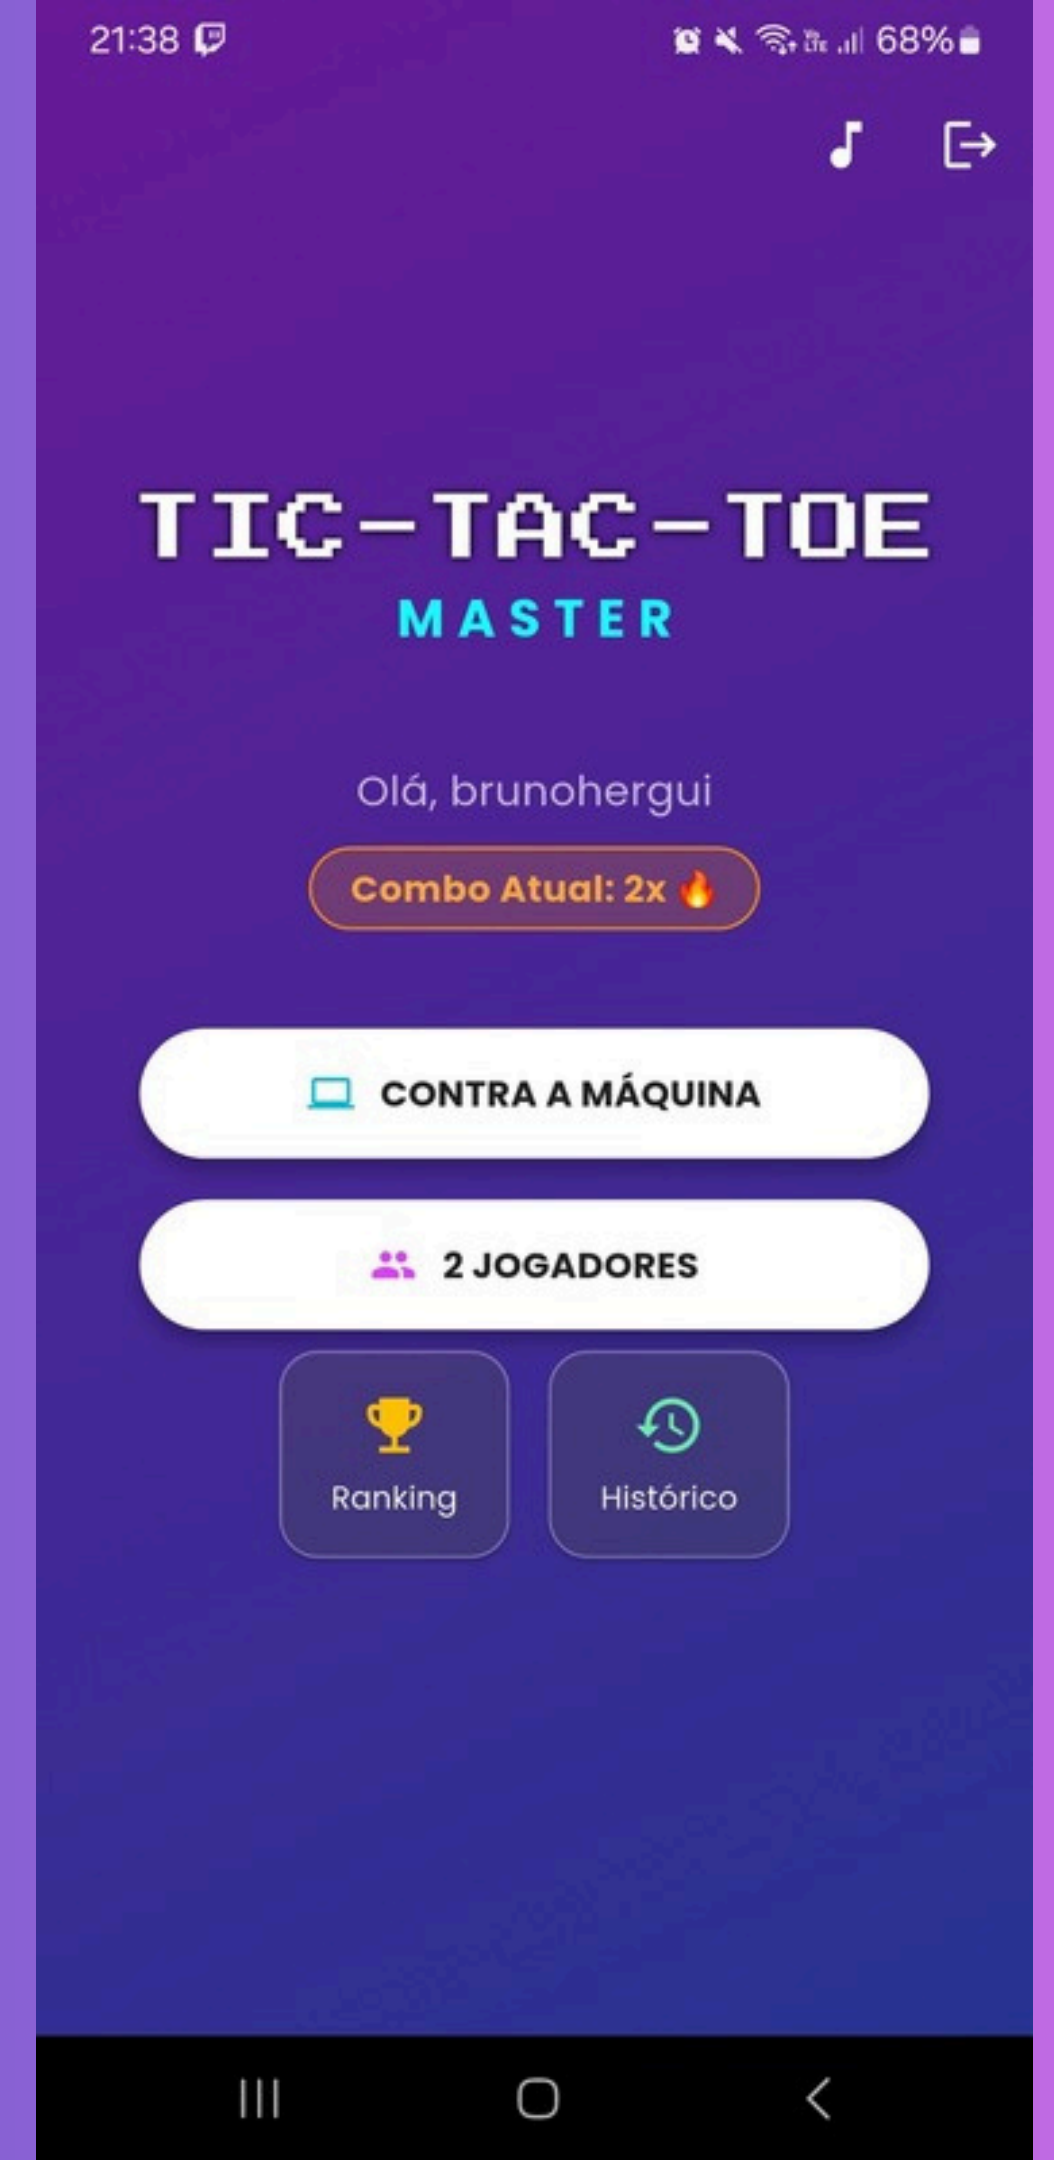 21:38 68%
TIC-TAC-TOE
MASTER
Olá, brunohergui
Combo Atual: 2x 🔥
CONTRA A MÁQUINA
2 JOGADORES
Ranking Histórico